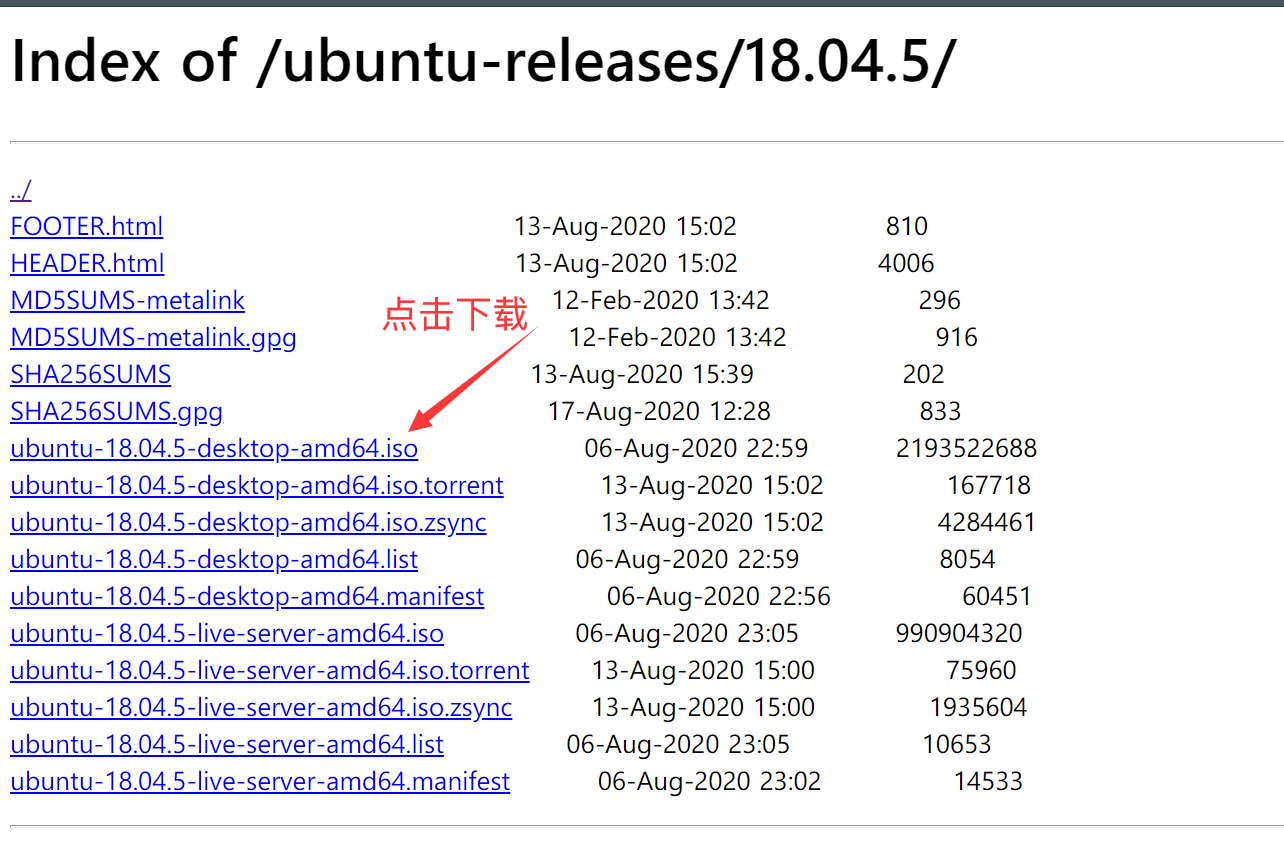 Index of /ubuntu-releases/18.04.5/
../
FOOTER.html 13-Aug-2020 15:02 810
HEADER.html 13-Aug-2020 15:02 4006
MD5SUMS-metalink 12-Feb-2020 13:42 296
点击下载
MD5SUMS-metalink.gpg 12-Feb-2020 13:42 916
SHA256SUMS 13-Aug-2020 15:39 202
SHA256SUMS.gpg 17-Aug-2020 12:28 833
ubuntu-18.04.5-desktop-amd64.iso 06-Aug-2020 22:59 2193522688
ubuntu-18.04.5-desktop-amd64.iso.torrent 13-Aug-2020 15:02 167718
ubuntu-18.04.5-desktop-amd64.iso.zsync 13-Aug-2020 15:02 4284461
ubuntu-18.04.5-desktop-amd64.list 06-Aug-2020 22:59 8054
ubuntu-18.04.5-desktop-amd64.manifest 06-Aug-2020 22:56 60451
ubuntu-18.04.5-live-server-amd64.iso 06-Aug-2020 23:05 990904320
ubuntu-18.04.5-live-server-amd64.iso.torrent 13-Aug-2020 15:00 75960
ubuntu-18.04.5-live-server-amd64.iso.zsync 13-Aug-2020 15:00 1935604
ubuntu-18.04.5-live-server-amd64.list 06-Aug-2020 23:05 10653
ubuntu-18.04.5-live-server-amd64.manifest 06-Aug-2020 23:02 14533